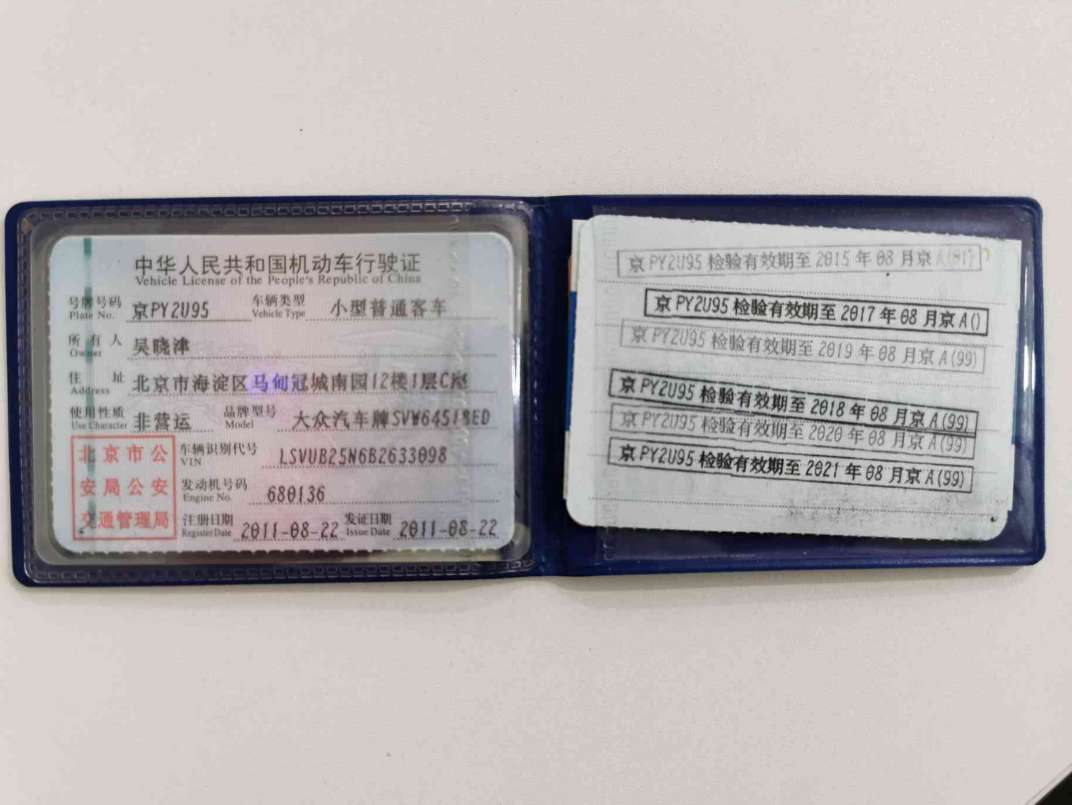 中华人民共和国机动车行驶证
Vehicle License of the People's Republic of China
号牌号码 京PY2U95 车辆类型 小型普通客车
Plate No. Vehicle Type
所有人 吴晓津
Owner
住址 北京市海淀区马甸冠城南园12楼1层C座
Address
使用性质 非营运 品牌型号 大众汽车牌SVW64518ED
Use Character Model
北京市公
安局公安
交通管理局
车辆识别代号 LSVUB25N6B2633098
VIN
发动机号码 680136
Engine No.
注册日期 2011-08-22 发证日期 2011-08-22
Register Date Issue Date
京PY2U95 检验有效期至 2015 年 08 月京A
京PY2U95 检验有效期至 2017 年 08 月京A()
京PY2U95 检验有效期至 2019 年 08 月京A(99)
京PY2U95 检验有效期至 2018 年 08 月京A(99)
京PY2U95 检验有效期至 2020 年 08 月京A(99)
京PY2U95 检验有效期至 2021 年 08 月京A(99)